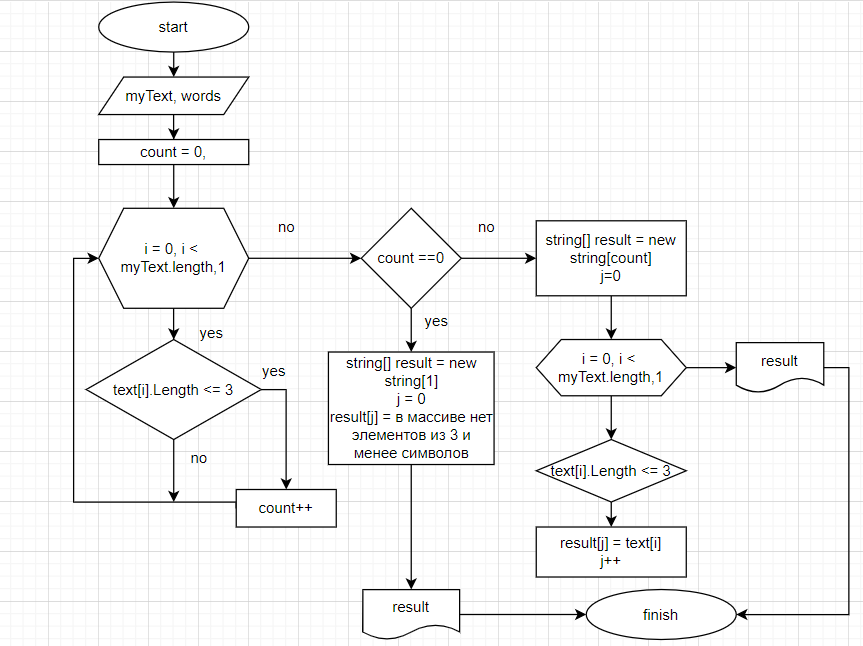 start
myText, words
count = 0,
i = 0, i <
myText.length,1
no
count ==0
no
string[] result = new
string[count]
j=0
yes
text[i].Length <= 3
yes
no
count++
yes
string[] result = new
string[1]
j = 0
result[j] = в массиве нет
элементов из 3 и
менее символов
result
i = 0, i <
myText.length,1
result
text[i].Length <= 3
result[j] = text[i]
j++
finish